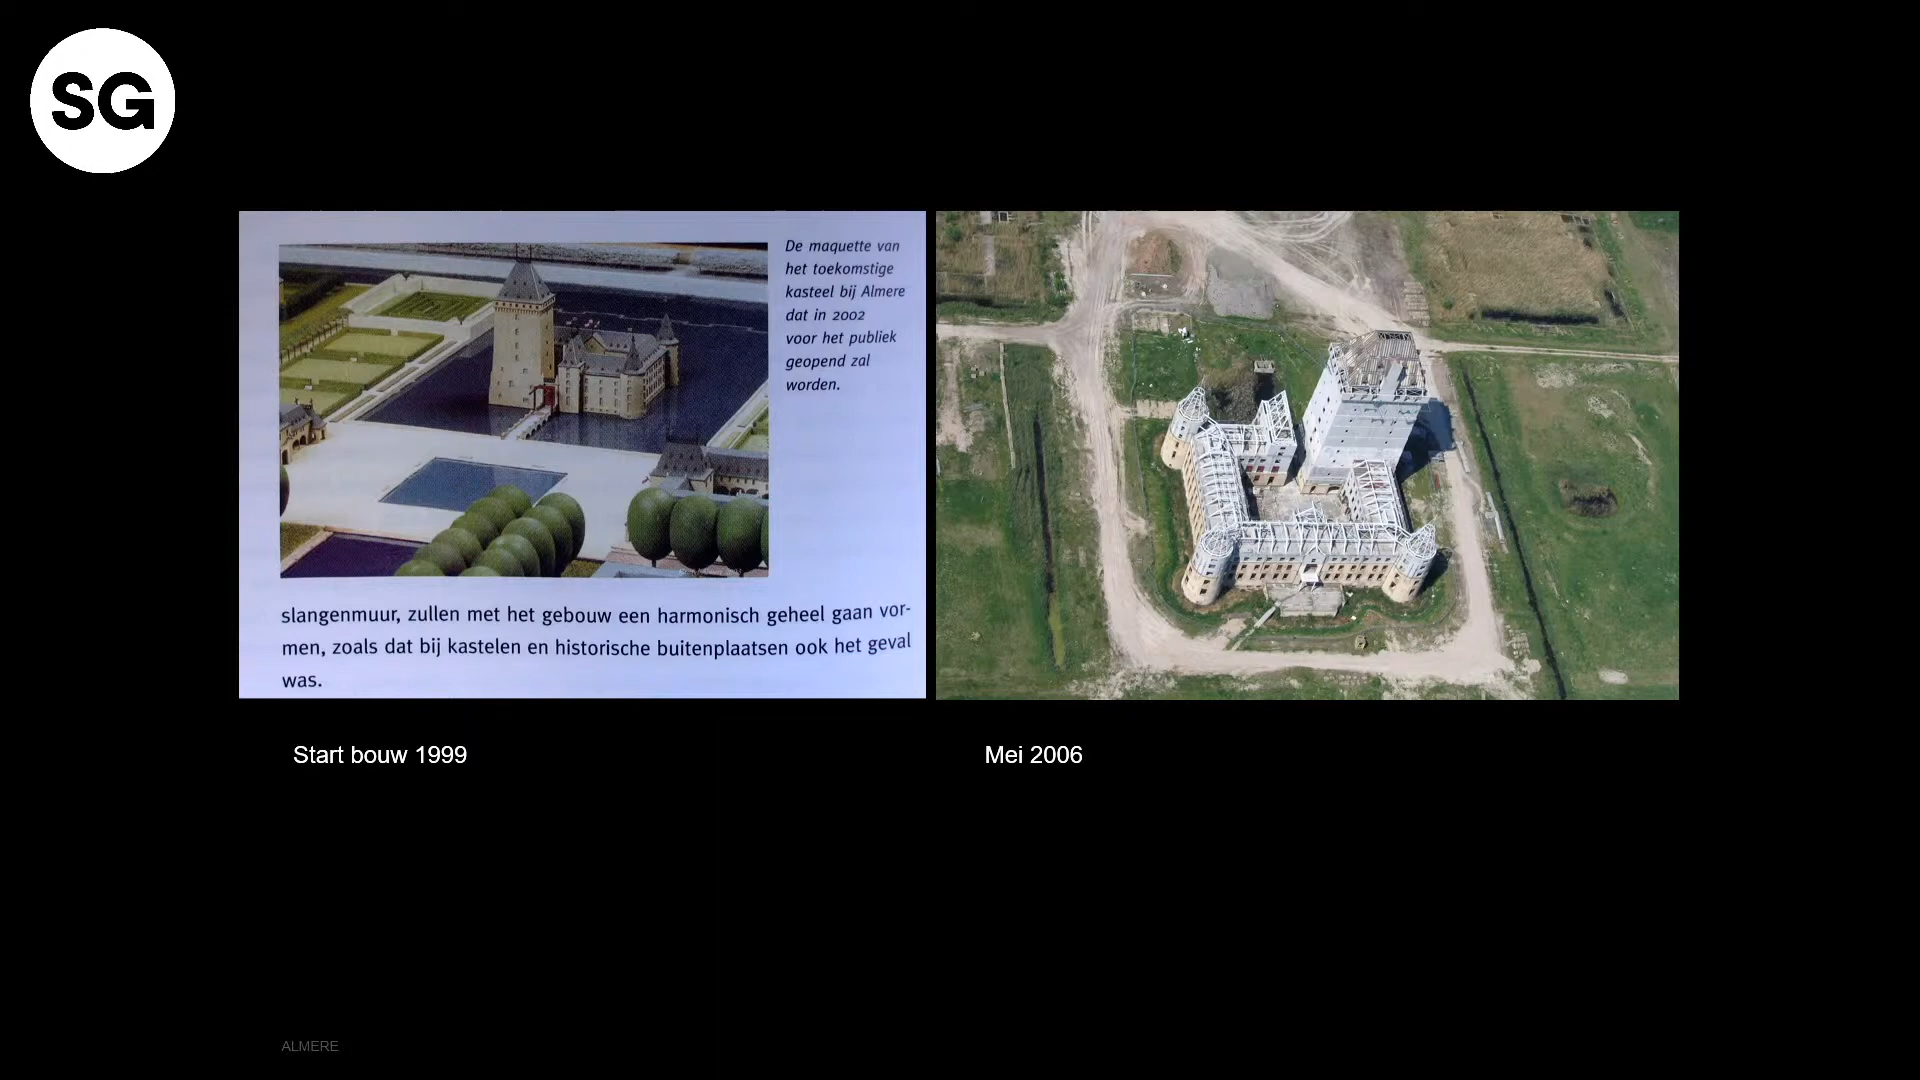 SG
De maquette van
het toekomstige
kasteel bij Almere
dat in 2002
voor het publiek
geopend zal
worden.
slangenmuur, zullen met het gebouw een harmonisch geheel gaan vor-
men, zoals dat bij kastelen en historische buitenplaatsen ook het geval
was.
Start bouw 1999
Mei 2006
ALMERE